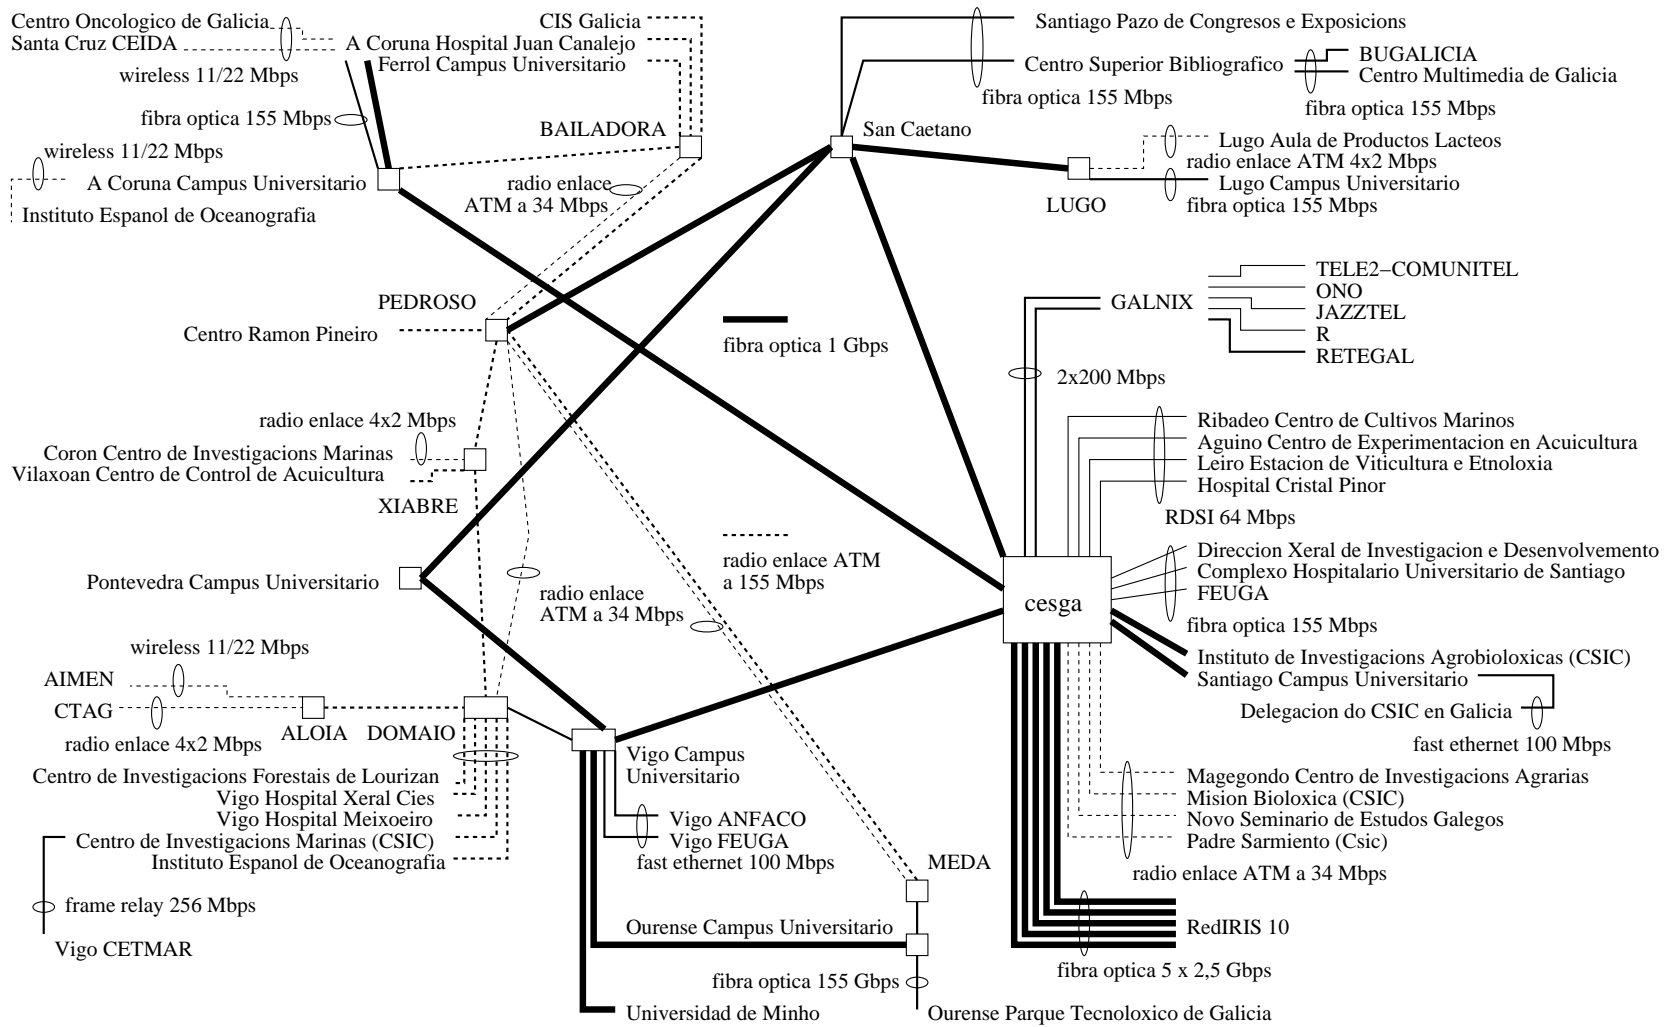 Centro Oncologico de Galicia
Santa Cruz CEIDA
wireless 11/22 Mbps
CIS Galicia
A Coruna Hospital Juan Canalejo
Ferrol Campus Universitario
fibra optica 155 Mbps
wireless 11/22 Mbps
A Coruna Campus Universitario
Instituto Espanol de Oceanografia
BAILADORA
radio enlace
ATM a 34 Mbps
Santiago Pazo de Congresos e Exposicions
Centro Superior Bibliografico
fibra optica 155 Mbps
BUGALICIA
Centro Multimedia de Galicia
fibra optica 155 Mbps
San Caetano
Lugo Aula de Productos Lacteos
radio enlace ATM 4x2 Mbps
Lugo Campus Universitario
fibra optica 155 Mbps
LUGO
PEDROSO
Centro Ramon Pineiro
fibra optica 1 Gbps
GALNIX
TELE2−COMUNITEL
ONO
JAZZTEL
R
RETEGAL
2x200 Mbps
radio enlace 4x2 Mbps
Coron Centro de Investigacions Marinas
Vilaxoan Centro de Control de Acuicultura
XIABRE
Ribadeo Centro de Cultivos Marinos
Aguino Centro de Experimentacion en Acuicultura
Leiro Estacion de Viticultura e Etnoloxia
Hospital Cristal Pinor
RDSI 64 Mbps
Pontevedra Campus Universitario
radio enlace
ATM a 34 Mbps
radio enlace ATM
a 155 Mbps
cesga
Direccion Xeral de Investigacion e Desenvolvemento
Complexo Hospitalario Universitario de Santiago
FEUGA
fibra optica 155 Mbps
Instituto de Investigacions Agrobioloxicas (CSIC)
Santiago Campus Universitario
Delegacion do CSIC en Galicia
fast ethernet 100 Mbps
wireless 11/22 Mbps
AIMEN
CTAG
radio enlace 4x2 Mbps
ALOIA
DOMAIO
Centro de Investigacions Forestais de Lourizan
Vigo Hospital Xeral Cies
Vigo Hospital Meixoeiro
Centro de Investigacions Marinas (CSIC)
Instituto Espanol de Oceanografia
frame relay 256 Mbps
Vigo CETMAR
Vigo Campus
Universitario
Vigo ANFACO
Vigo FEUGA
fast ethernet 100 Mbps
Magegondo Centro de Investigacions Agrarias
Mision Bioloxica (CSIC)
Novo Seminario de Estudos Galegos
Padre Sarmiento (Csic)
radio enlace ATM a 34 Mbps
MEDA
Ourense Campus Universitario
RedIRIS 10
fibra optica 5 x 2,5 Gbps
fibra optica 155 Gbps
Universidad de Minho
Ourense Parque Tecnoloxico de Galicia